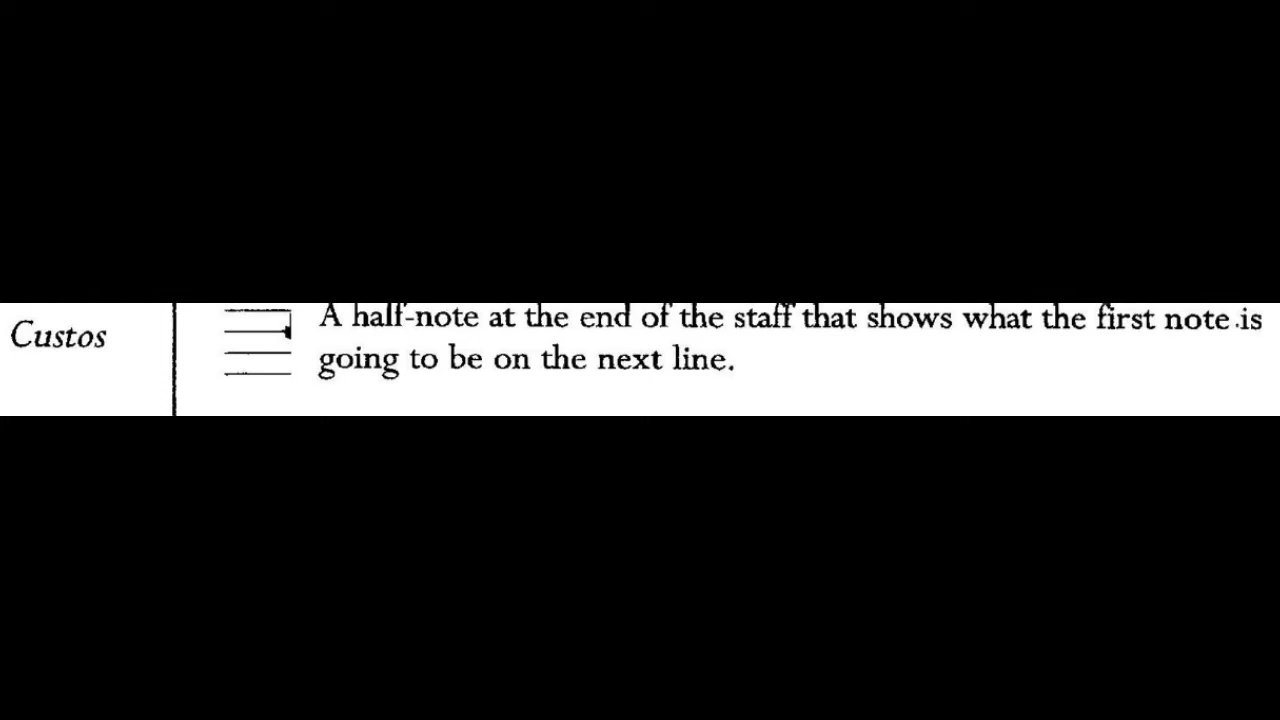 Custos
A half-note at the end of the staff that shows what the first note is
going to be on the next line.